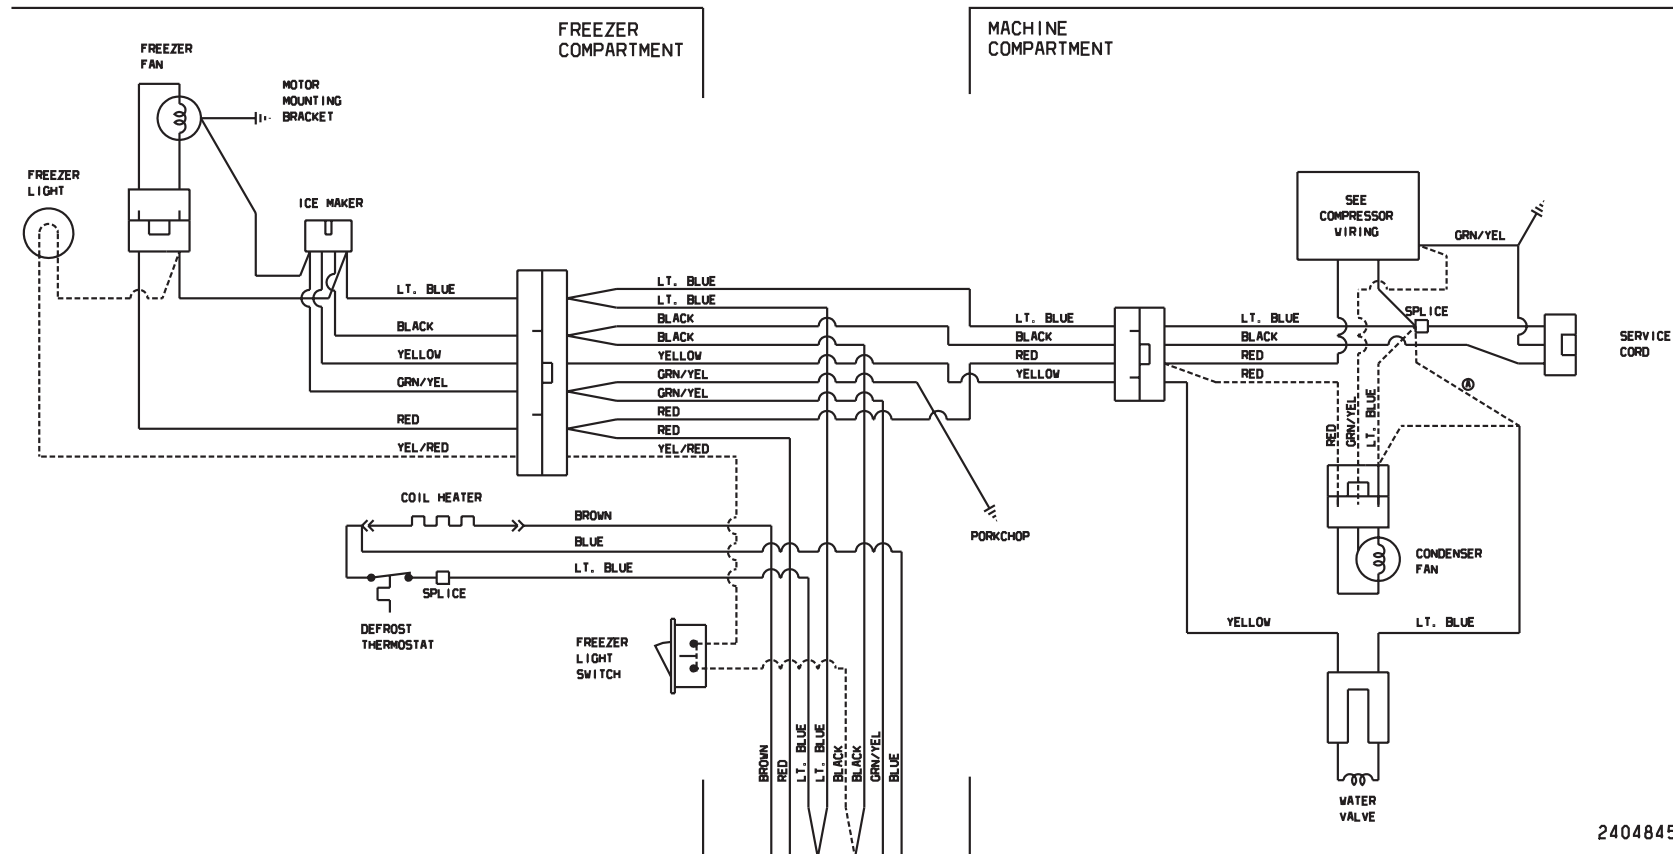 FREEZER
COMPARTMENT
MACHINE
COMPARTMENT
FREEZER
FAN
MOTOR
MOUNTING
BRACKET
FREEZER
LIGHT
ICE MAKER
LT. BLUE
BLACK
YELLOW
GRN/YEL
RED
YEL/RED
LT. BLUE
LT. BLUE
BLACK
BLACK
YELLOW
GRN/YEL
GRN/YEL
RED
RED
YEL/RED
LT. BLUE
BLACK
RED
YELLOW
PORKCHOP
SEE
COMPRESSOR
WIRING
GRN/YEL
SPLICE
LT. BLUE
BLACK
RED
RED
SERVICE
CORD
A
RED
GRN/YEL
LT. BLUE
CONDENSER
FAN
YELLOW
LT. BLUE
WATER
VALVE
COIL HEATER
BROWN
BLUE
LT. BLUE
SPLICE
DEFROST
THERMOSTAT
FREEZER
LIGHT
SWITCH
BROWN
RED
LT. BLUE
LT. BLUE
BLACK
BLACK
GRN/YEL
BLUE
2404845